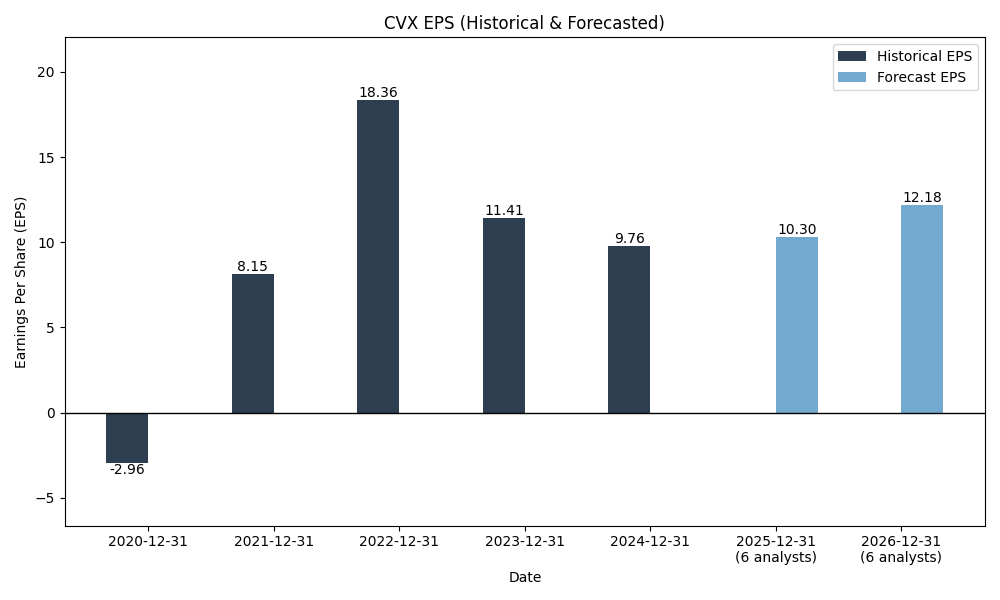 CVX EPS (Historical & Forecasted)
Historical EPS
Forecast EPS
Earnings Per Share (EPS)
20
15
10
5
0
−5
-2.96
8.15
18.36
11.41
9.76
10.30
12.18
2020-12-31
2021-12-31
2022-12-31
2023-12-31
2024-12-31
2025-12-31
(6 analysts)
2026-12-31
(6 analysts)
Date